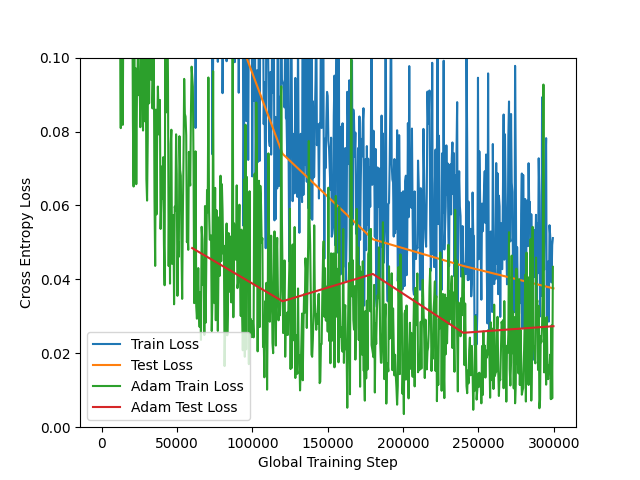 0.10
0.08
0.06
0.04
0.02
0.00
Cross Entropy Loss
Train Loss
Test Loss
Adam Train Loss
Adam Test Loss
0 50000 100000 150000 200000 250000 300000
Global Training Step